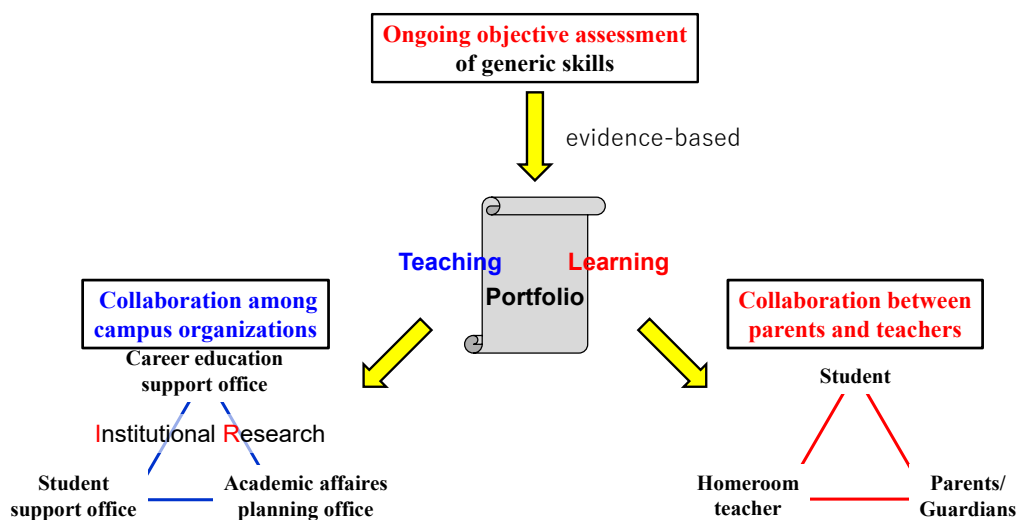 Ongoing objective assessment
of generic skills
evidence-based
Teaching Learning
Portfolio
Collaboration among
campus organizations
Career education
support office
Institutional Research
Student
support office
Academic affaires
planning office
Collaboration between
parents and teachers
Student
Homeroom
teacher
Parents/
Guardians